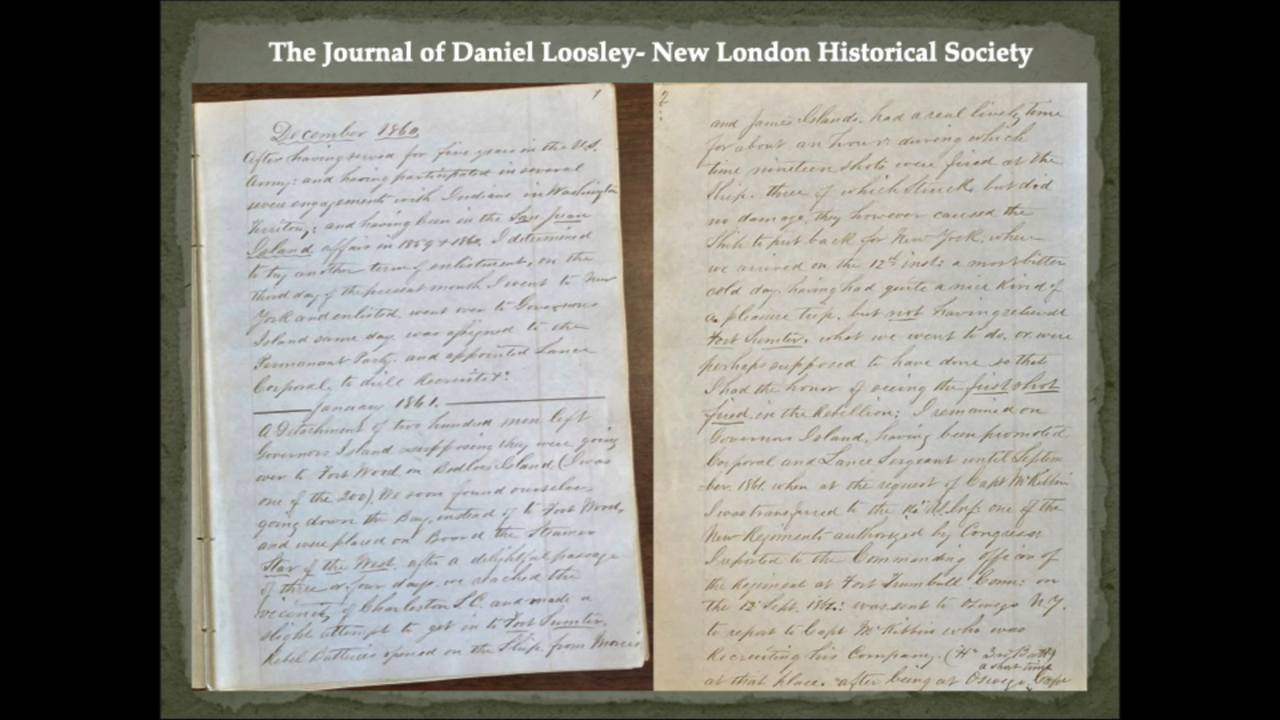 The Journal of Daniel Loosley- New London Historical Society
1
December 1860
After having served for five years in the U.S.
Army: and having participated in several
severe engagements with Indians in Washington
Territory; and having been in the San Juan
Island affair in 1859 & 1860, I determined
to try another term of enlistment, on the
third day of the present month I went to New
York and enlisted, went over to Governors
Island same day. was assigned to the
Permanant Party. and appointed Lance
Corporal, to drill Recruits &c
January 1861.
A Detachment of two hundred men left
Governors Island supposing they were going
over to Fort Wood on Bedloes Island (I was
one of the 200), We soon found ourselves
going down the Bay, instead of to Fort Wood,
and were placed on Board the Steamer
Star of the West. after a delightful passage
of three or four days, we reached the
vecinity of Charleston S.C. and made a
slight attempt to get in to Fort Sumter.
Rebel Batteries opened on the Ship, from Morris
2
and James Islands. had a real lively time
for about an hour: during which
time nineteen shots were fired at the
Ship. three of which struck, but did
no damage, they however caused the
Ship to put back for New York, where
we arrived on the 12th inst: a most bitter
cold day. having had quite a nice kind of
a pleasure trip. but not having relieved
Fort Sumter. what we went to do, or were
perhaps supposed to have done, so that
I had the honor of seeing the first shot
fired in the Rebellion; I remained on
Governors Island, having been promoted
Corporal and Lance Sergeant until Septem
ber. 1861. when at the request of Capt McKibbin
I was transferred to the U.S. Inf: one of the
New Regiments authorized by Congress:
I reported to the Commanding Officer of
the Regiment at Fort Trumbull Conn: on
the 12 Sept. 1861.: was sent to Oswego N.Y.
to report to Capt McKibbin who was
Recruiting his Company. ("H" 3rd Batt)
a short time
at that place. after being at Oswego, Capt